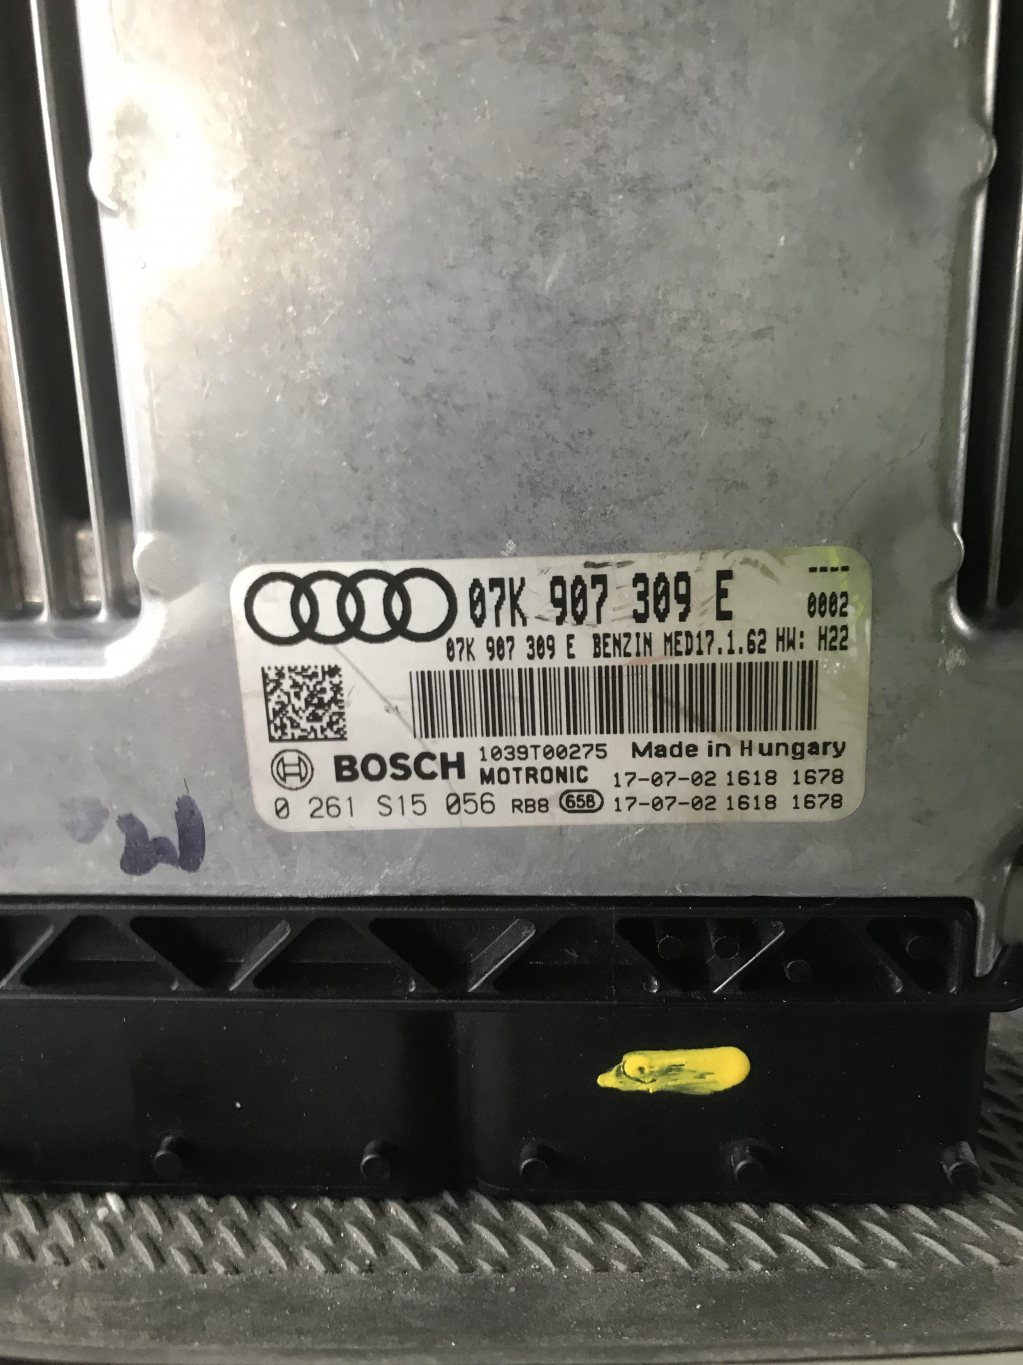 07K 907 309 E
----
0002
07K 907 309 E BENZIN MED17.1.62 HW: H22
BOSCH 1039T00275 Made in Hungary
MOTRONIC 17-07-02 1618 1678
0 261 S15 056 RB8 658 17-07-02 1618 1678